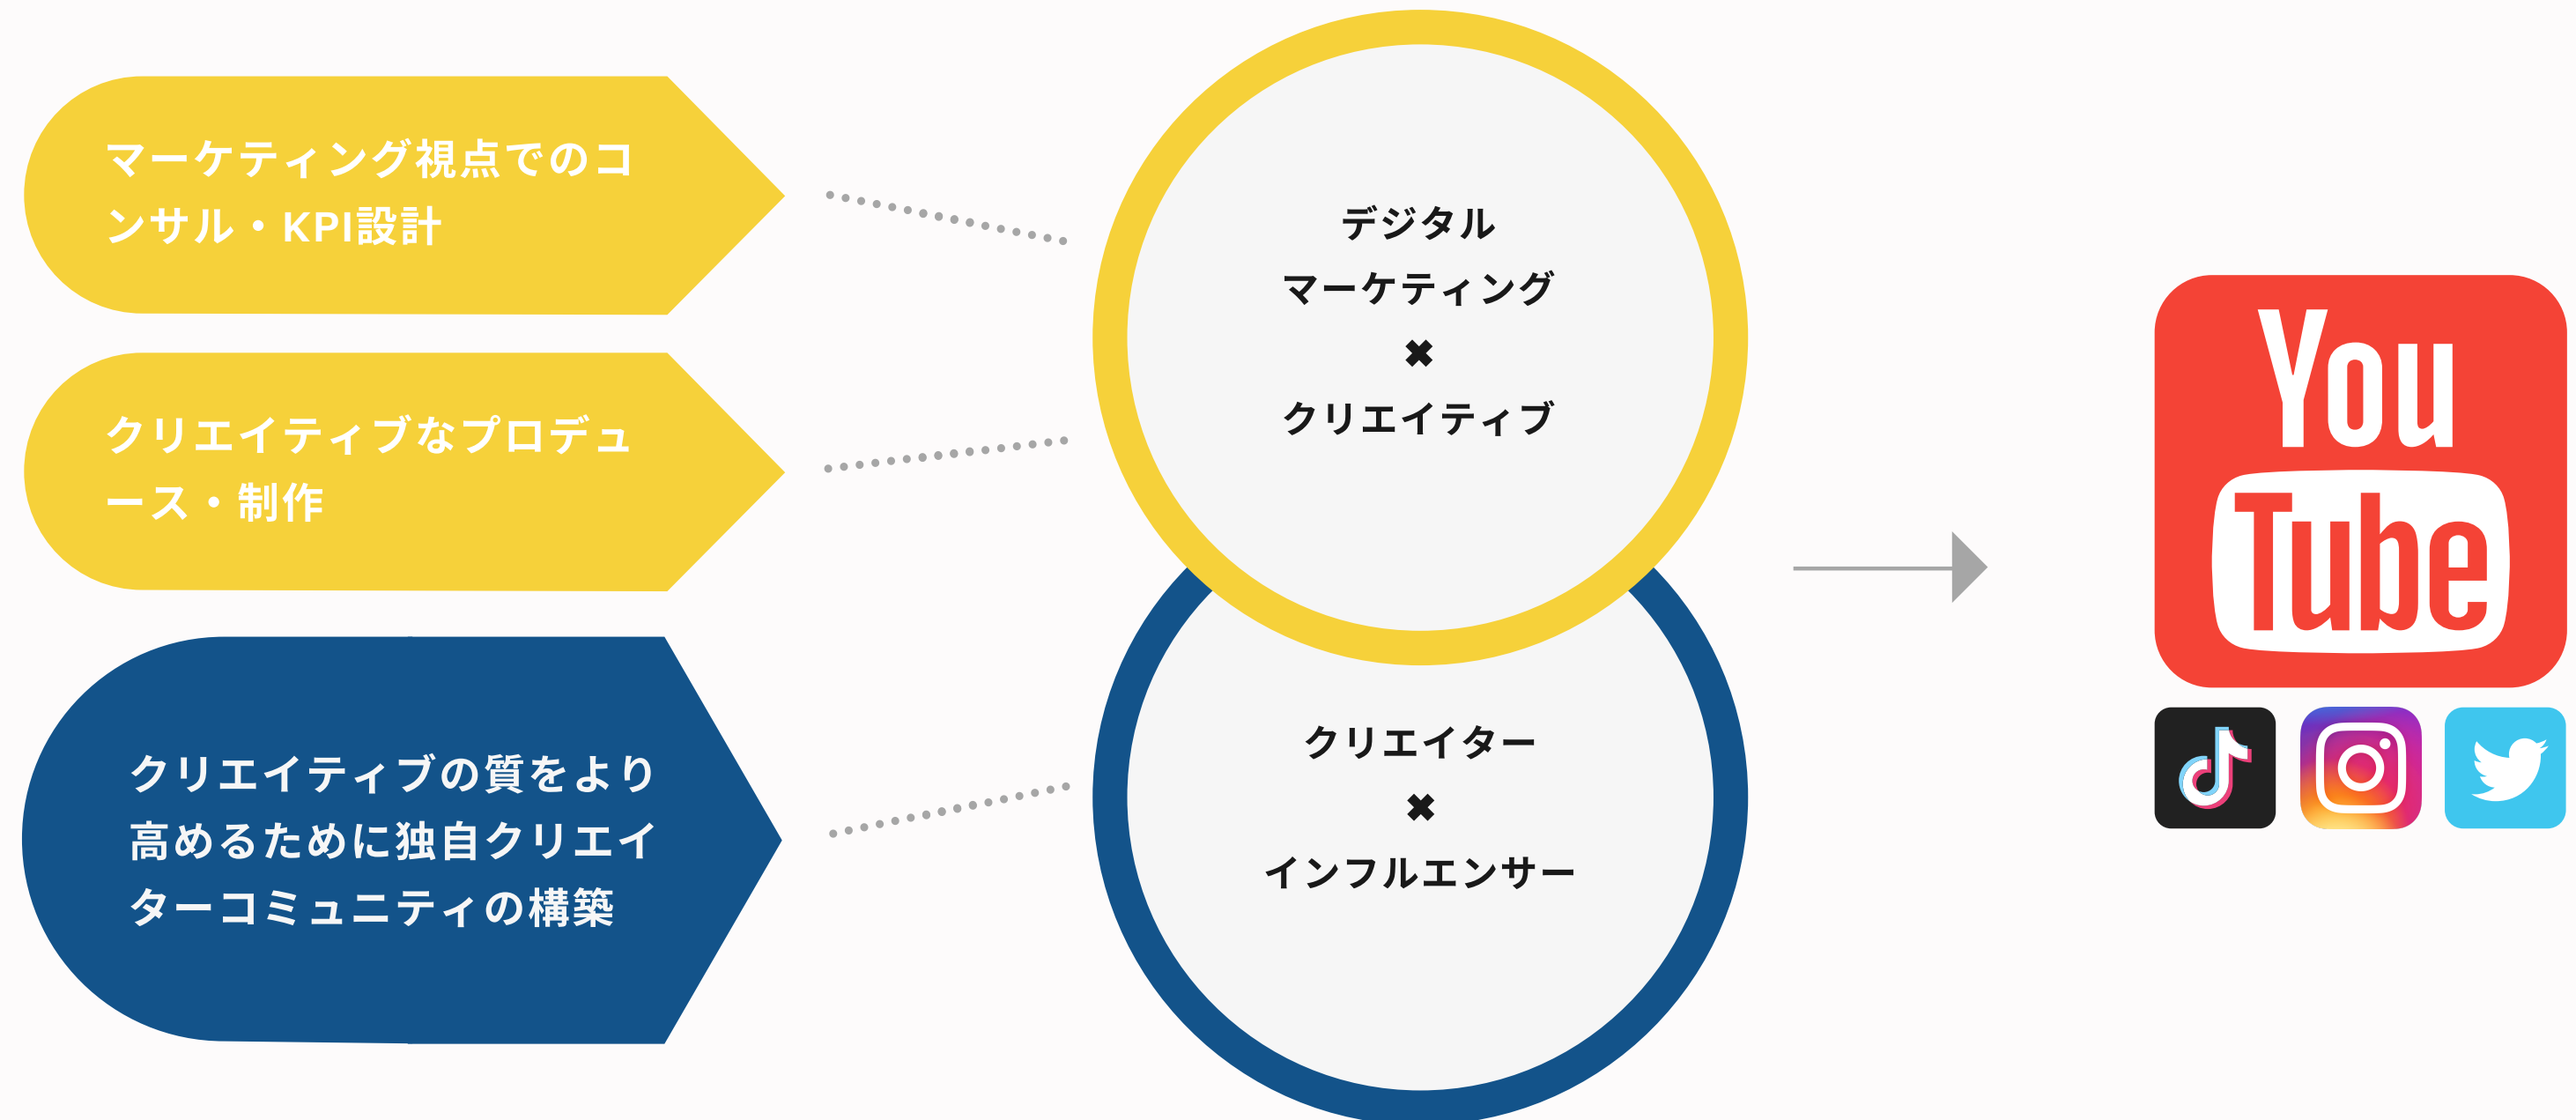 マーケティング視点でのコ
ンサル・KPI設計
クリエイティブなプロデュ
ース・制作
クリエイティブの質をより
高めるために独自クリエイ
ターコミュニティの構築
デジタル
マーケティング
✖
クリエイティブ
クリエイター
✖
インフルエンサー
You
Tube